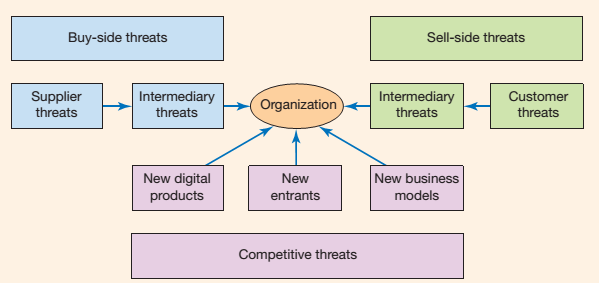 Buy-side threats
Sell-side threats
Supplier
threats
Intermediary
threats
Organization
Intermediary
threats
Customer
threats
New digital
products
New
entrants
New business
models
Competitive threats